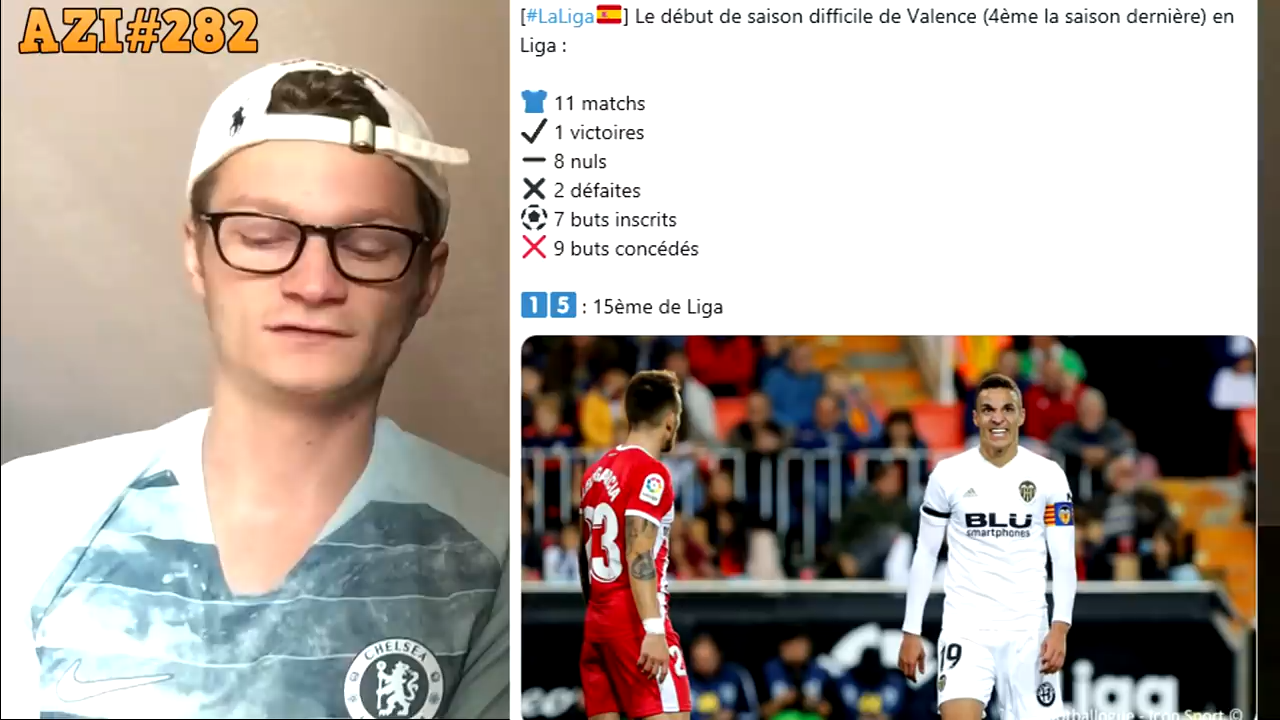 AZI#282
[#LaLiga🇪🇸] Le début de saison difficile de Valence (4ème la saison dernière) en
Liga :
11 matchs
1 victoires
8 nuls
2 défaites
7 buts inscrits
9 buts concédés
15 : 15ème de Liga
CHELSEA
GARCIA
23
LaLiga
BLU
smartphones
19
Liga